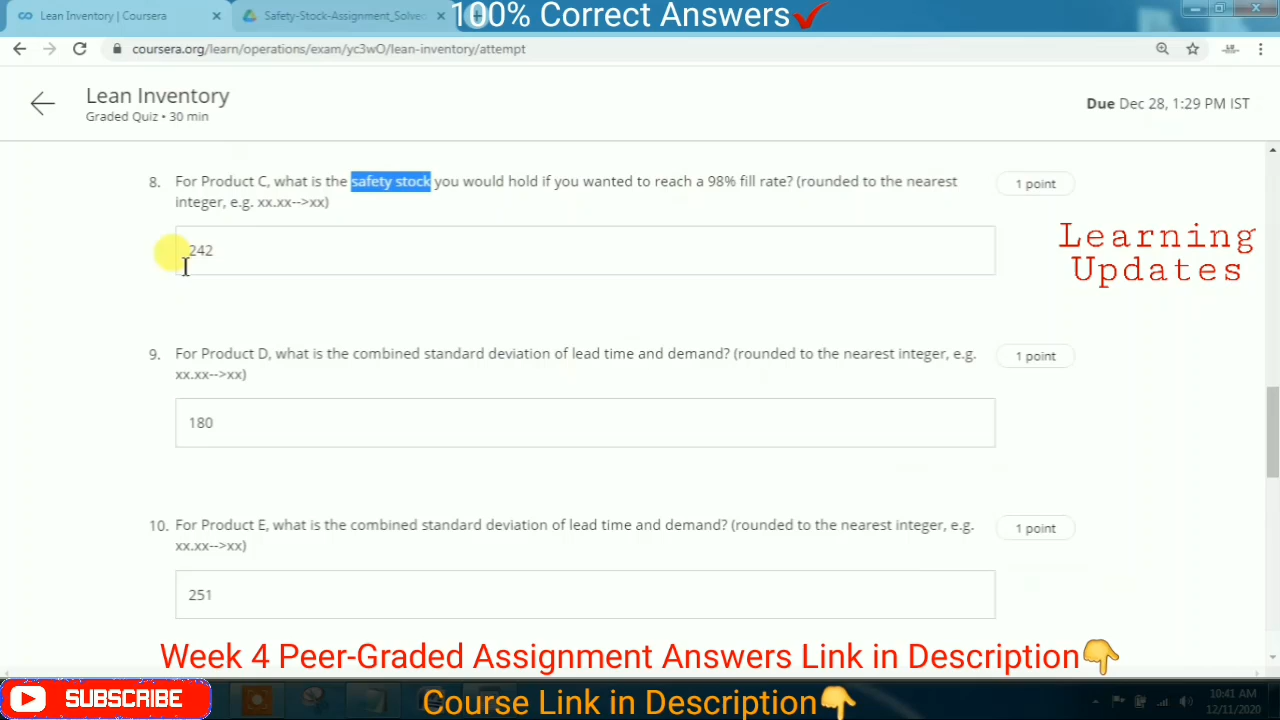 Lean Inventory | Coursera
Safety-Stock-Assignment_Solve
100% Correct Answers
coursera.org/learn/operations/exam/yc3wO/lean-inventory/attempt
Lean Inventory
Graded Quiz • 30 min
Due Dec 28, 1:29 PM IST
8. For Product C, what is the safety stock you would hold if you wanted to reach a 98% fill rate? (rounded to the nearest
integer, e.g. xx.xx-->xx)
1 point
242
Learning
Updates
9. For Product D, what is the combined standard deviation of lead time and demand? (rounded to the nearest integer, e.g.
xx.xx-->xx)
1 point
180
10. For Product E, what is the combined standard deviation of lead time and demand? (rounded to the nearest integer, e.g.
xx.xx-->xx)
1 point
251
Week 4 Peer-Graded Assignment Answers Link in Description
SUBSCRIBE
Course Link in Description
10:41 AM
12/11/2020